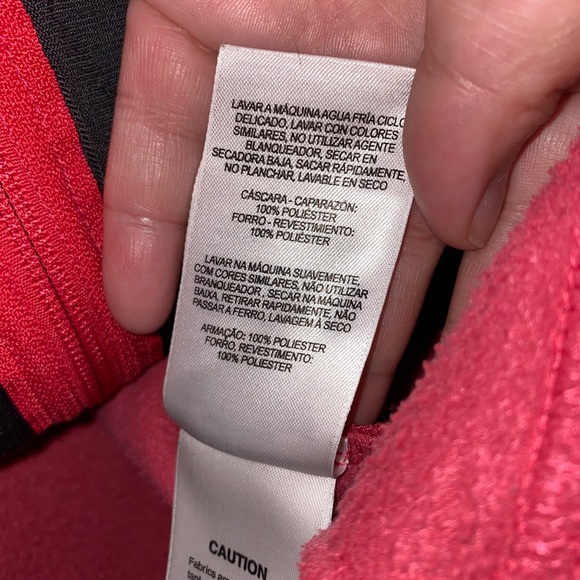 LAVAR A MÁQUINA AGUA FRÍA CICLO
DELICADO, LAVAR CON COLORES
SIMILARES, NO UTILIZAR AGENTE
BLANQUEADOR, SECAR EN
SECADORA BAJA, SACAR RÁPIDAMENTE,
NO PLANCHAR, LAVABLE EN SECO
CÁSCARA - CAPARAZÓN:
100% POLIÉSTER
FORRO - REVESTIMIENTO:
100% POLIÉSTER
LAVAR NA MÁQUINA SUAVEMENTE,
COM CORES SIMILARES, NÃO UTILIZAR
BRANQUEADOR , SECAR NA MÁQUINA
BAIXA, RETIRAR RAPIDAMENTE, NÃO
PASSAR A FERRO, LAVAGEM À SECO
ARMAÇÃO: 100% POLIESTER
FORRO, REVESTIMENTO:
100% POLIESTER
CAUTION
Fabrics